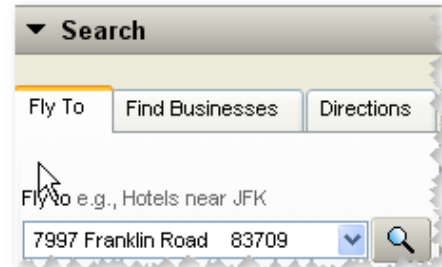 Search
Fly To Find Businesses Directions
Fly to e.g., Hotels near JFK
7997 Franklin Road 83709